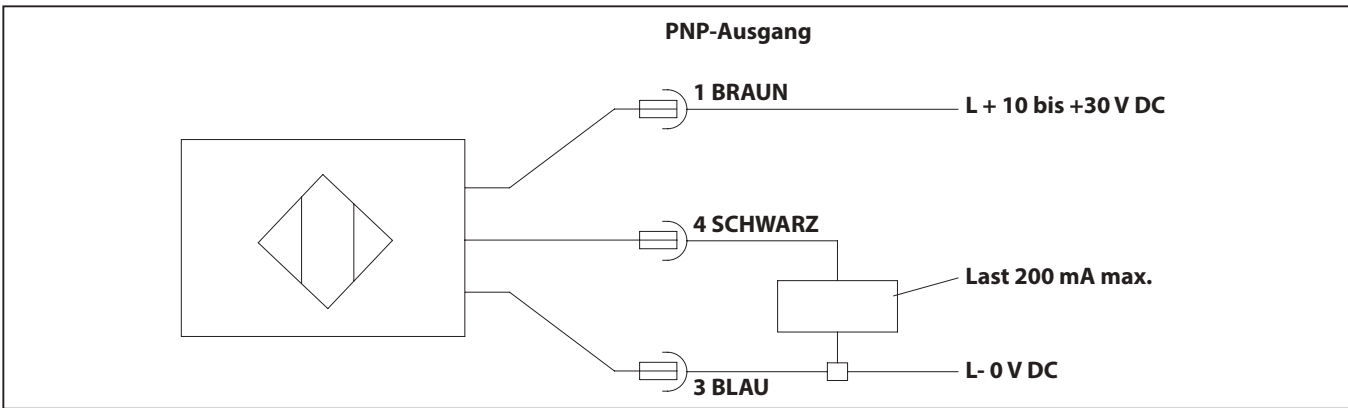 PNP-Ausgang
1 BRAUN
L + 10 bis +30 V DC
4 SCHWARZ
Last 200 mA max.
L- 0 V DC
3 BLAU